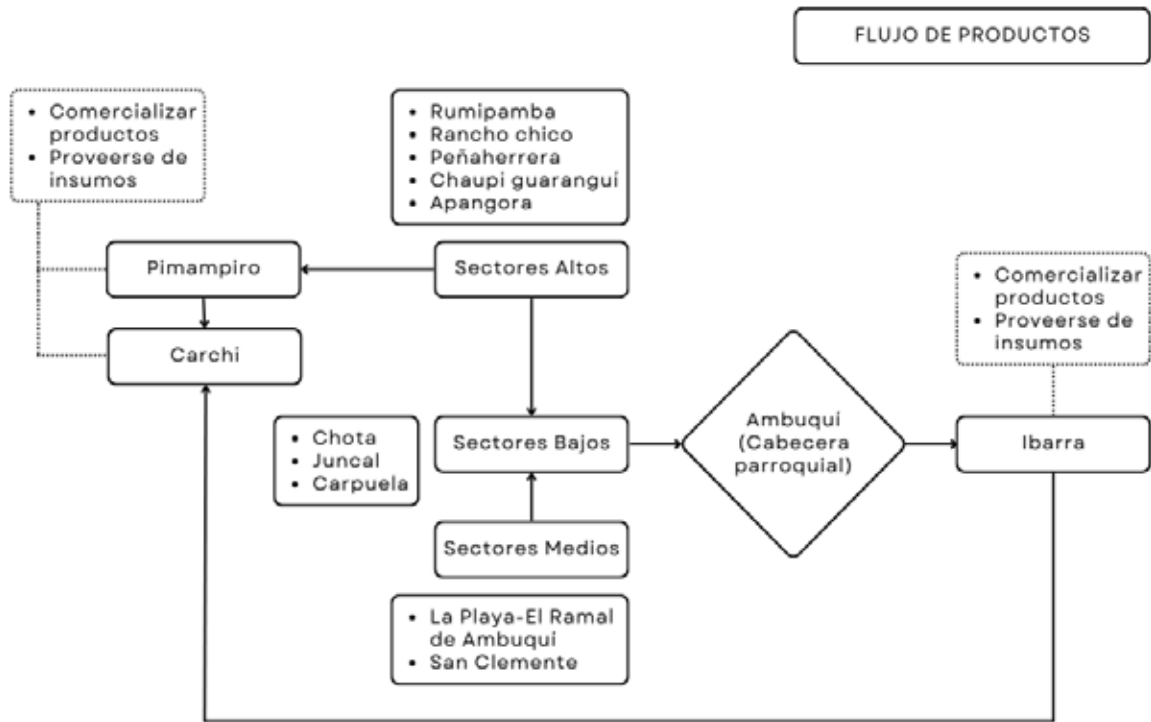 FLUJO DE PRODUCTOS
• Comercializar
productos
• Proveerse de
insumos
• Rumipamba
• Rancho chico
• Peñaherrera
• Chaupi guaranguí
• Apangora
Pimampiro
Sectores Altos
• Comercializar
productos
• Proveerse de
insumos
Carchi
• Chota
• Juncal
• Carpuela
Sectores Bajos
Ambuquí
(Cabecera
parroquial)
Ibarra
Sectores Medios
• La Playa-El Ramal
de Ambuquí
• San Clemente